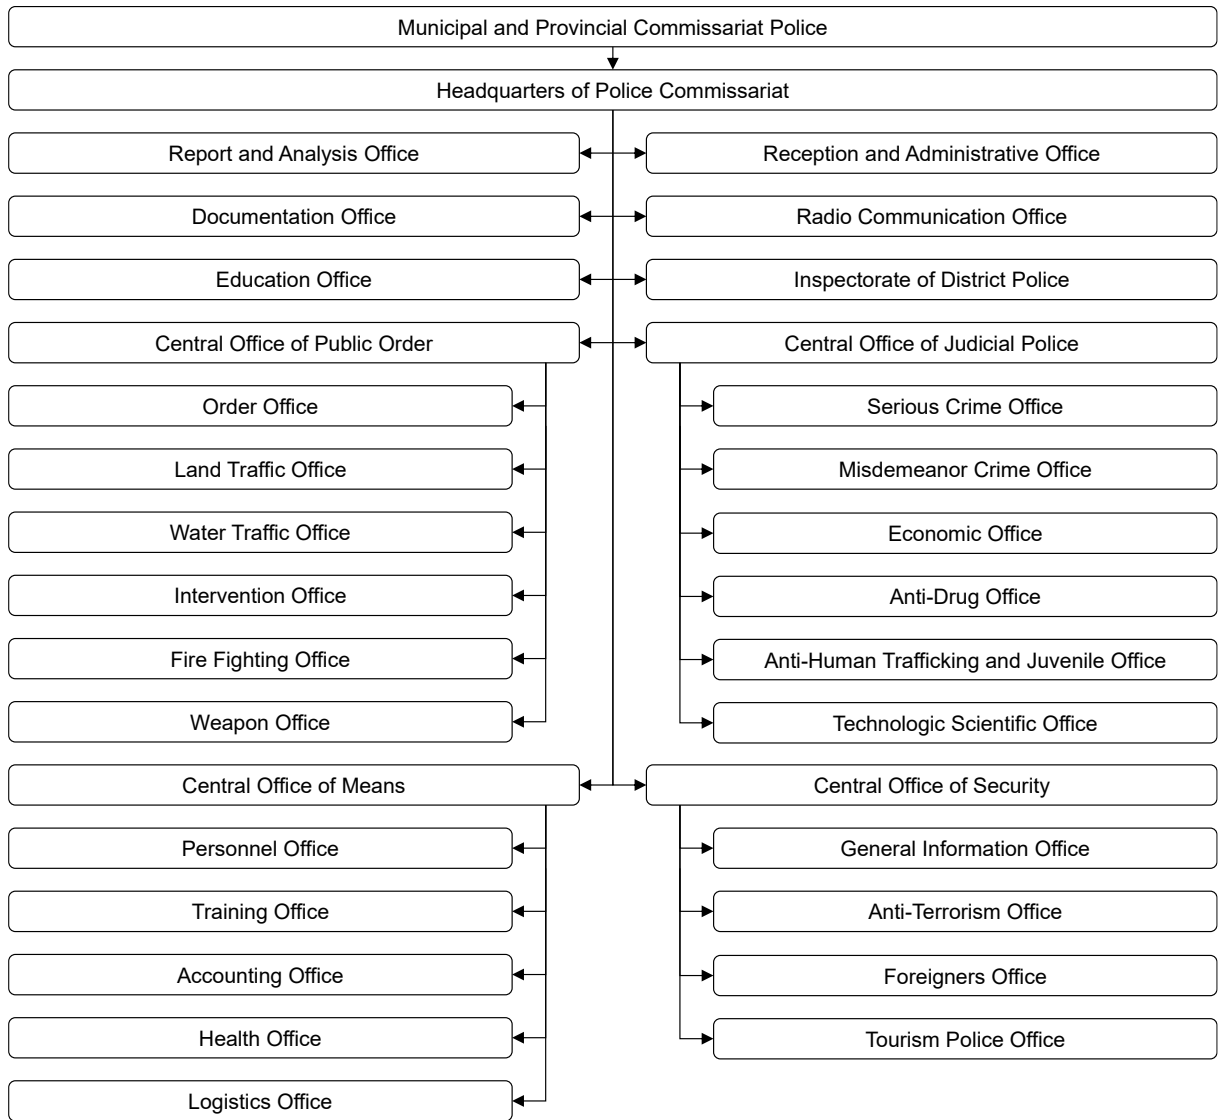 Municipal and Provincial Commissariat Police
Headquarters of Police Commissariat
Report and Analysis Office
Reception and Administrative Office
Documentation Office
Radio Communication Office
Education Office
Inspectorate of District Police
Central Office of Public Order
Central Office of Judicial Police
Order Office
Serious Crime Office
Land Traffic Office
Misdemeanor Crime Office
Water Traffic Office
Economic Office
Intervention Office
Anti-Drug Office
Fire Fighting Office
Anti-Human Trafficking and Juvenile Office
Weapon Office
Technologic Scientific Office
Central Office of Means
Central Office of Security
Personnel Office
General Information Office
Training Office
Anti-Terrorism Office
Accounting Office
Foreigners Office
Health Office
Tourism Police Office
Logistics Office